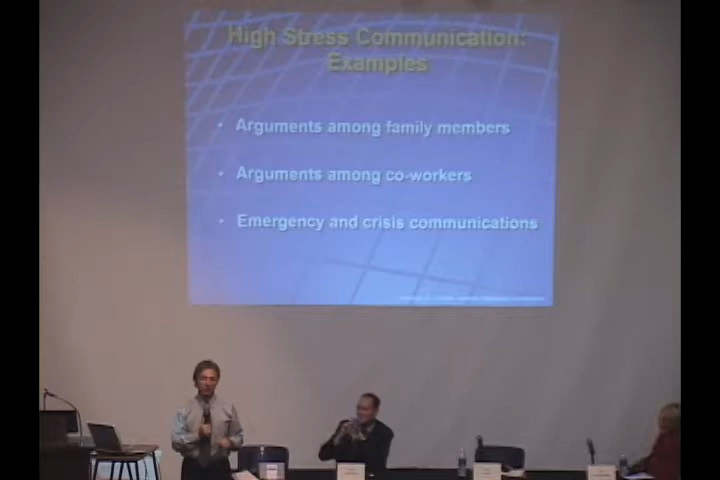 High Stress Communication:
Examples
• Arguments among family members
• Arguments among co-workers
• Emergency and crisis communications